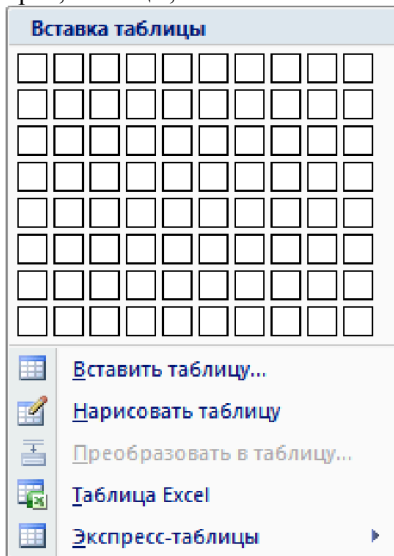 Вставка таблицы
Вставить таблицу...
Нарисовать таблицу
Преобразовать в таблицу...
Таблица Excel
Экспресс-таблицы